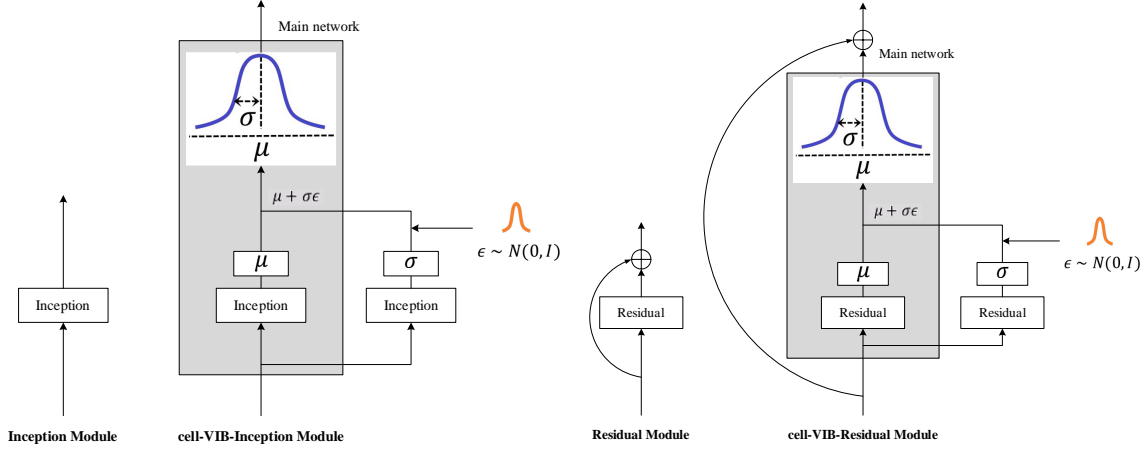 Main network
σ
μ
μ + σϵ
ϵ ~ N(0, I)
μ
σ
Inception
Inception
Inception
Inception Module
cell-VIB-Inception Module
Main network
σ
μ
μ + σϵ
ϵ ~ N(0, I)
μ
σ
Residual
Residual
Residual
Residual Module
cell-VIB-Residual Module